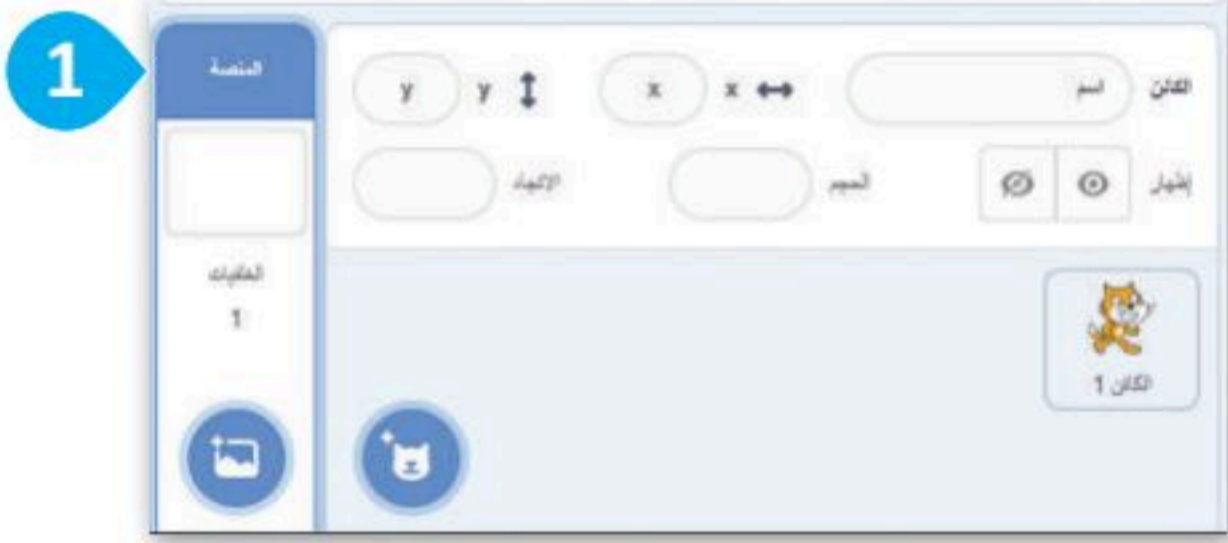 1
المنصة
الكائن اسم x x y y
إظهار الحجم الاتجاه
الخلفيات
1
الكائن 1